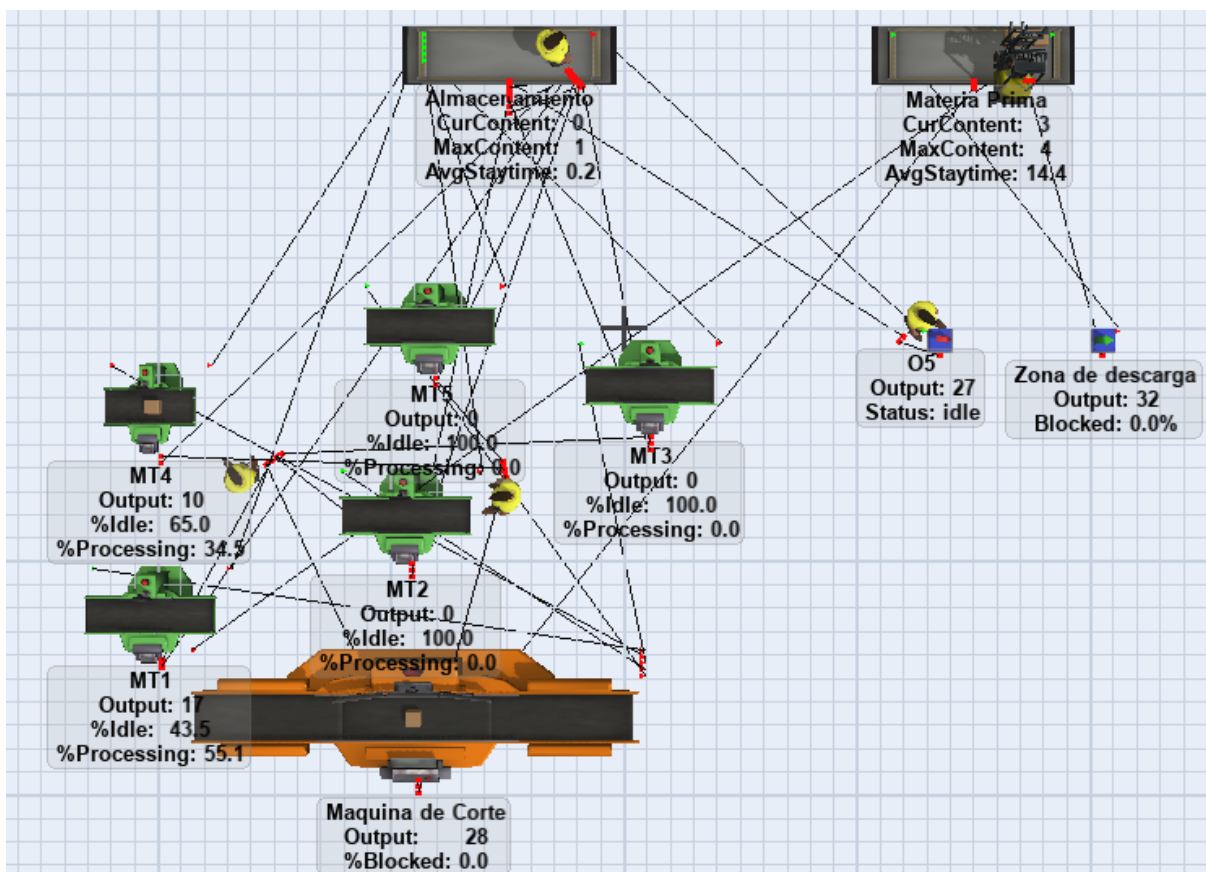 Almacenamiento
CurContent: 0
MaxContent: 1
AvgStaytime: 0.2
Materia Prima
CurContent: 3
MaxContent: 4
AvgStaytime: 14.4
O5
Output: 27
Status: idle
Zona de descarga
Output: 32
Blocked: 0.0%
MT5
Output: 0
%Idle: 100.0
%Processing: 0.0
MT3
Output: 0
%Idle: 100.0
%Processing: 0.0
MT4
Output: 10
%Idle: 65.0
%Processing: 34.5
MT2
Output: 0
%Idle: 100.0
%Processing: 0.0
MT1
Output: 17
%Idle: 43.5
%Processing: 55.1
Maquina de Corte
Output: 28
%Blocked: 0.0